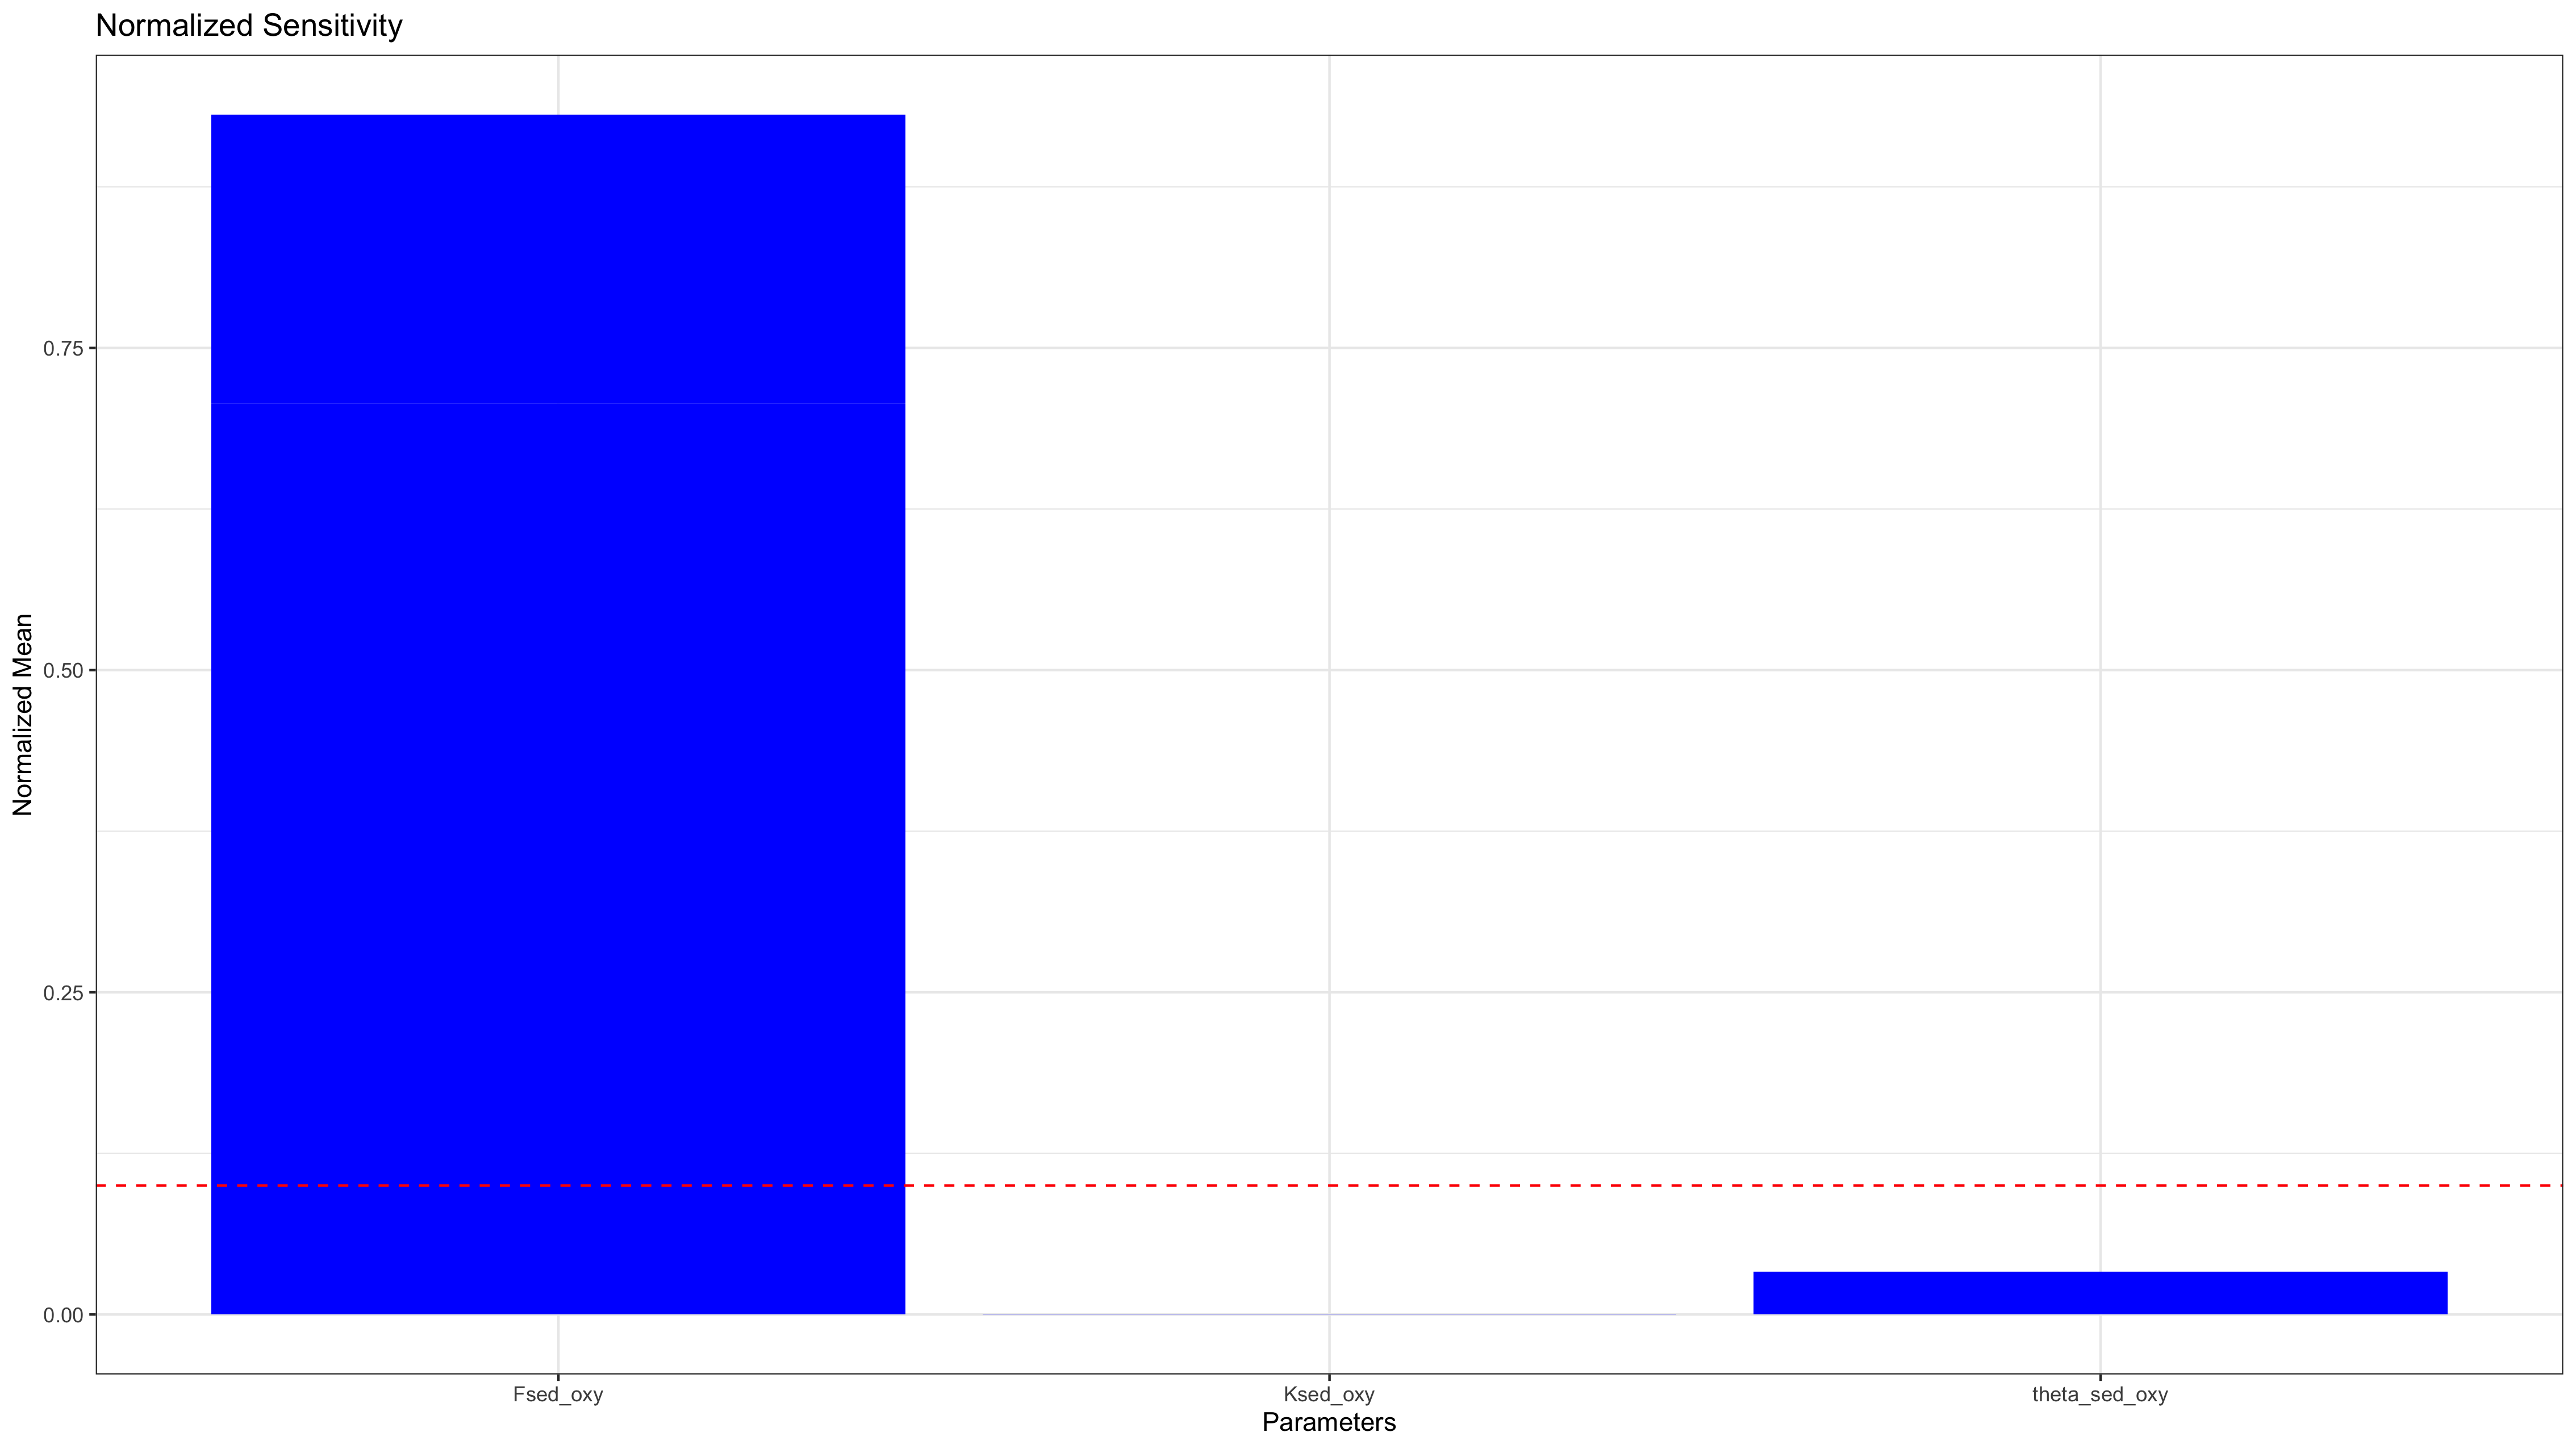 Normalized Sensitivity
Normalized Mean
0.75
0.50
0.25
0.00
Fsed_oxy
Ksed_oxy
theta_sed_oxy
Parameters